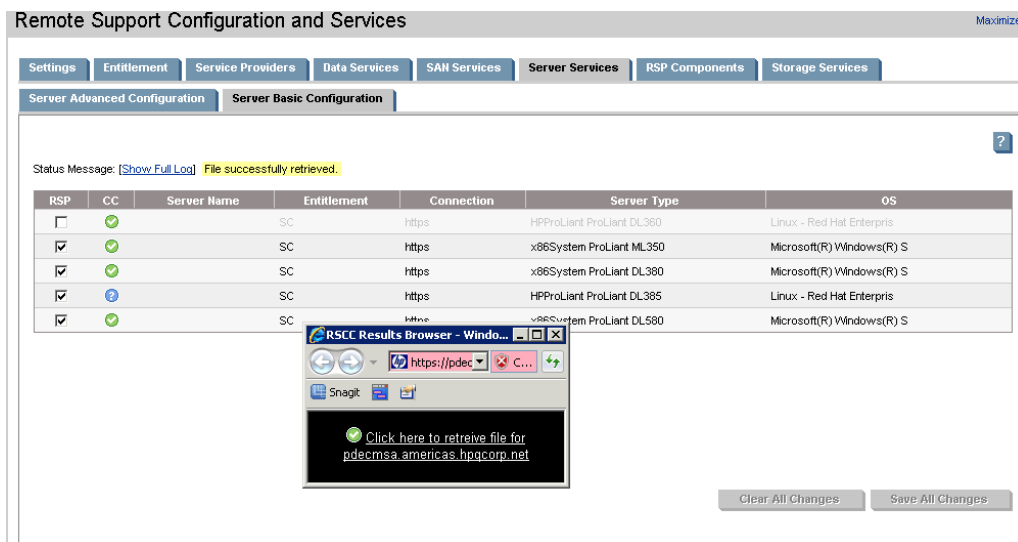 Remote Support Configuration and Services
Maximize
Settings Entitlement Service Providers Data Services SAN Services Server Services RSP Components Storage Services
Server Advanced Configuration Server Basic Configuration
?
Status Message: [Show Full Log] File successfully retrieved.
RSP CC Server Name Entitlement Connection Server Type OS
SC https HPProLiant ProLiant DL360 Linux - Red Hat Enterpris
SC https x86System ProLiant ML350 Microsoft(R) Windows(R) S
SC https x86System ProLiant DL380 Microsoft(R) Windows(R) S
? SC https HPProLiant ProLiant DL385 Linux - Red Hat Enterpris
SC https x86System ProLiant DL580 Microsoft(R) Windows(R) S
RSCC Results Browser - Windo...
https://pdec C...
Snagit
Click here to retreive file for
pdecmsa.americas.hpqcorp.net
Clear All Changes Save All Changes